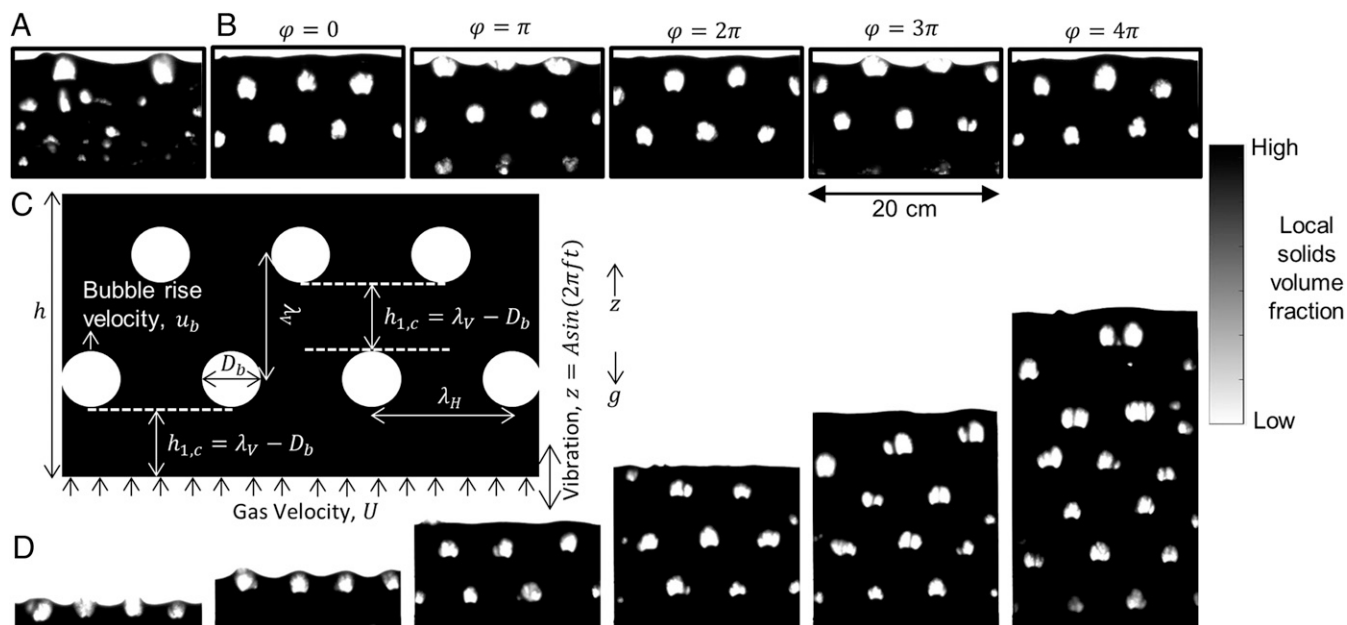 A
B
φ = 0
φ = π
φ = 2π
φ = 3π
φ = 4π
20 cm
High
Local
solids
volume
fraction
Low
C
h
Bubble rise
velocity, u_b
D_b
λ_V
h_{1,c} = λ_V − D_b
λ_H
h_{1,c} = λ_V − D_b
Gas Velocity, U
Vibration, z = Asin(2πft)
z
g
D